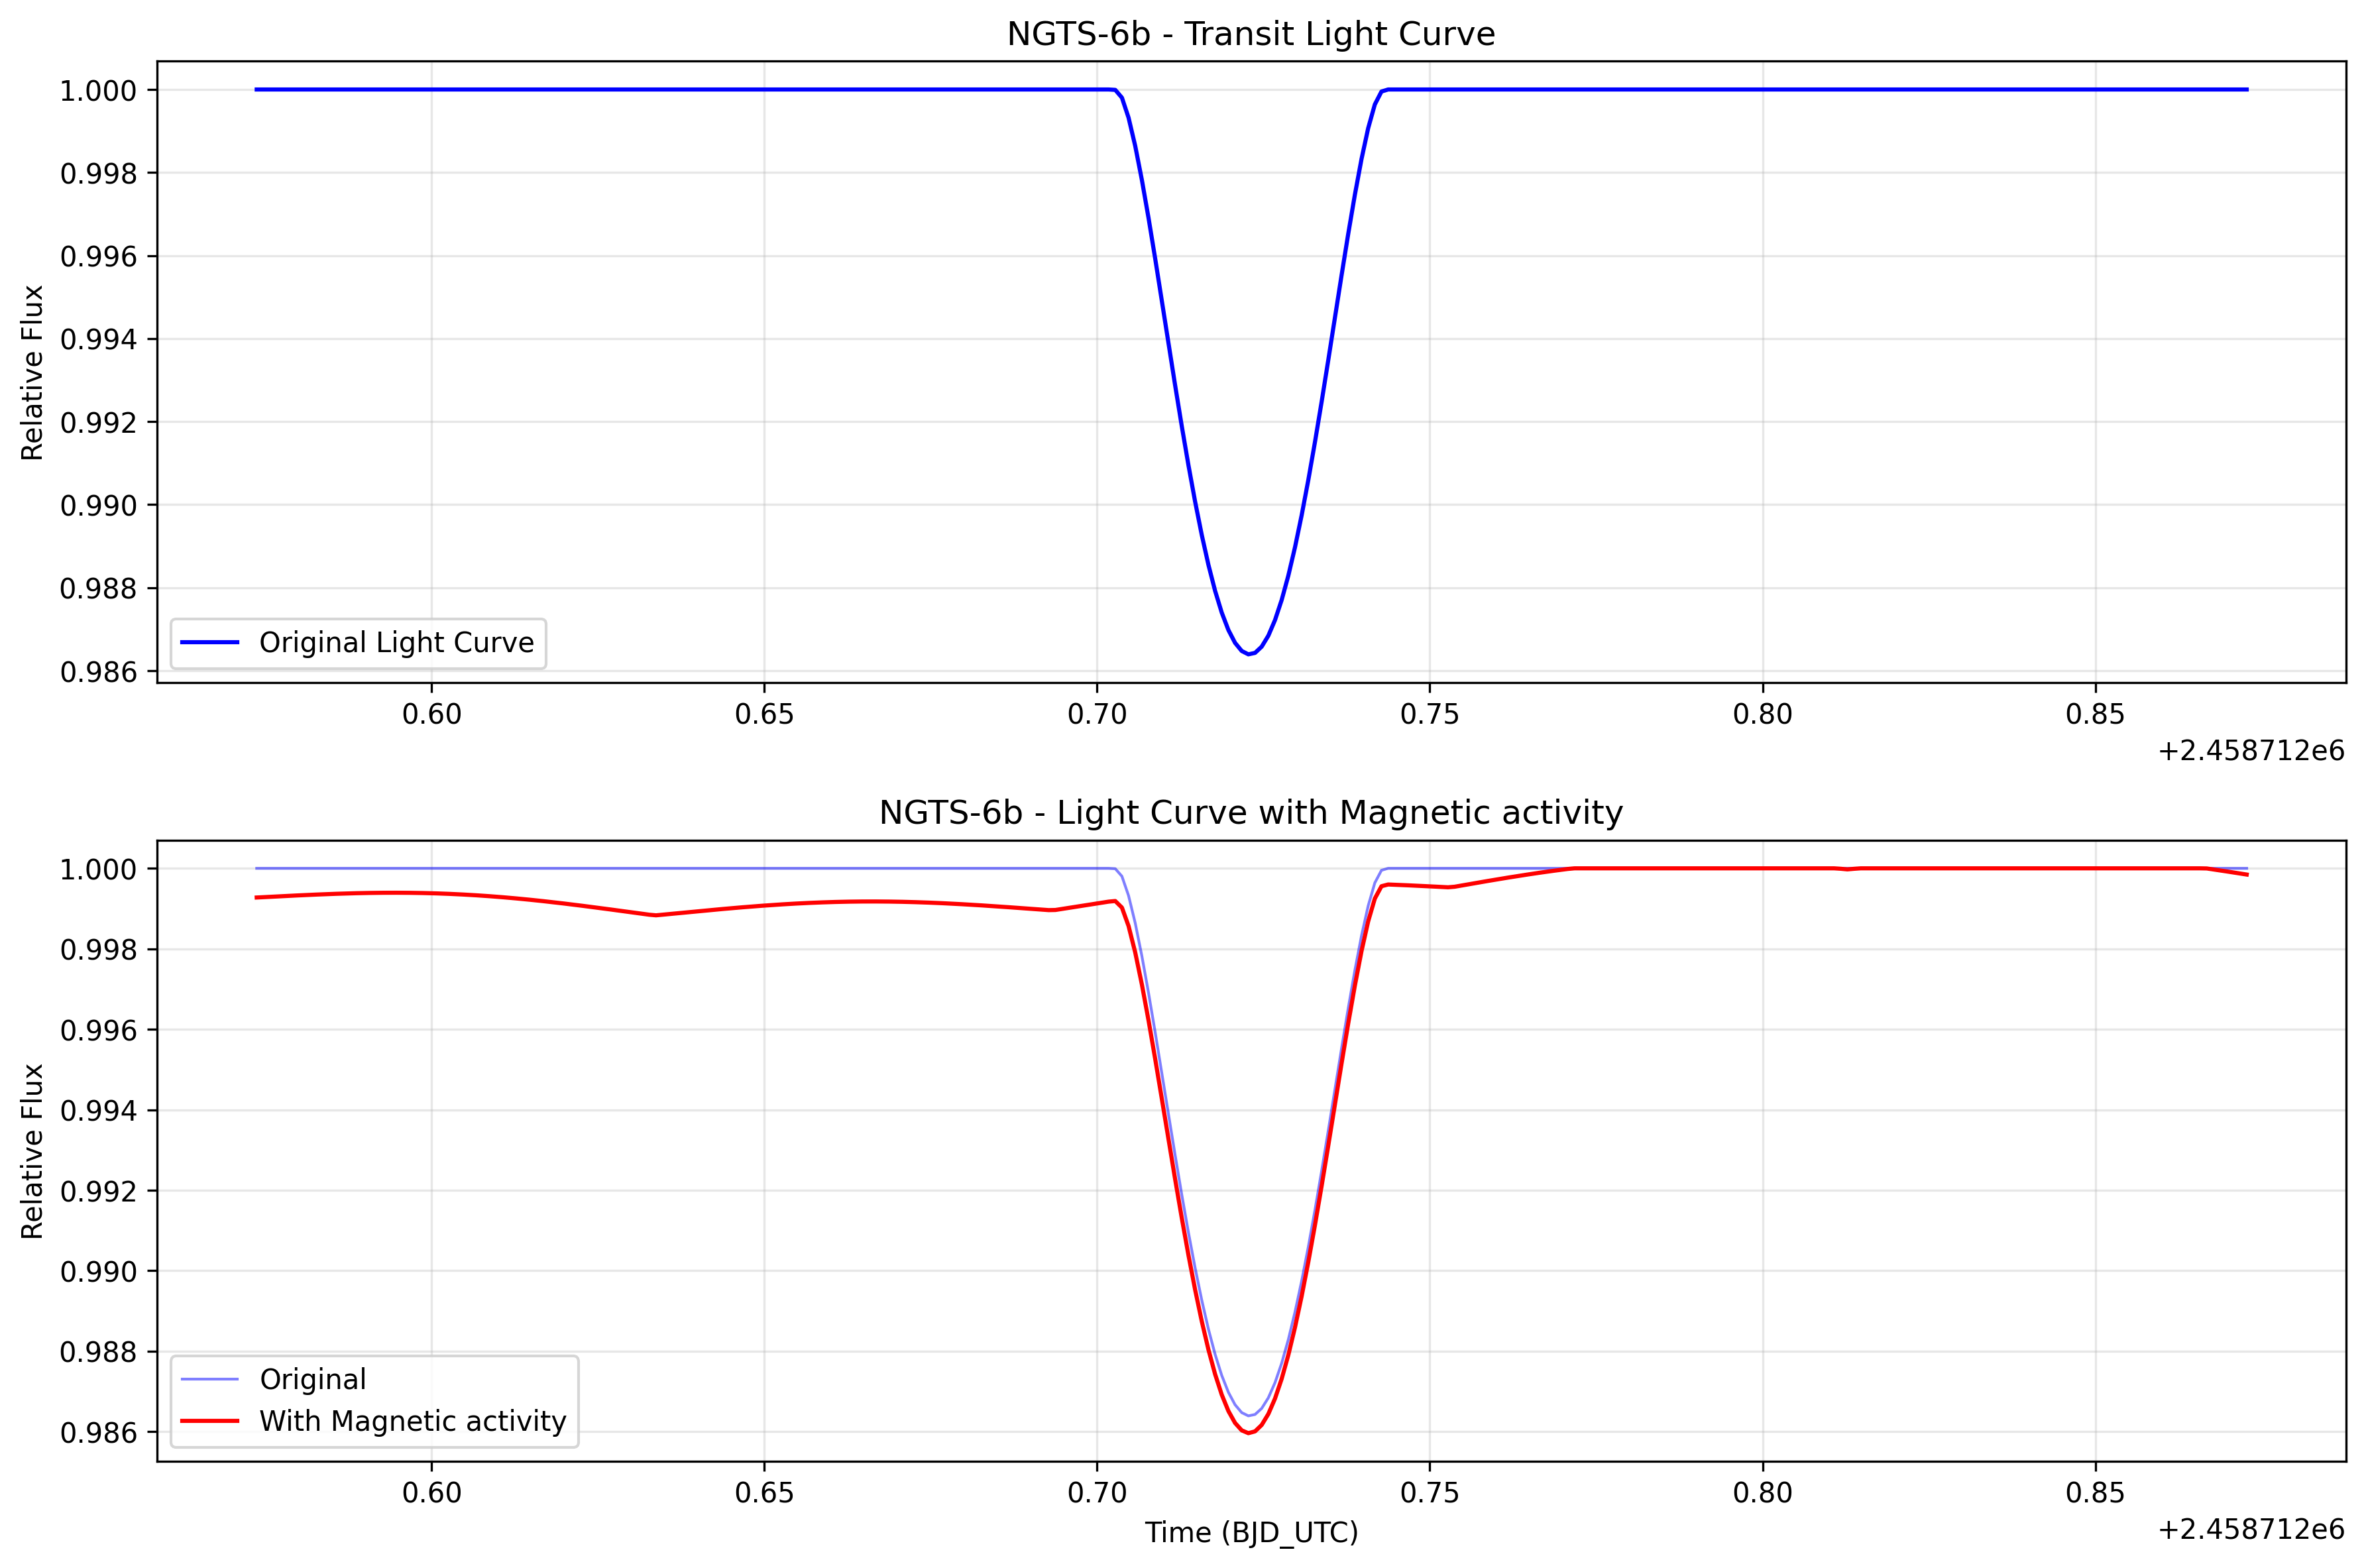 NGTS-6b - Transit Light Curve
Relative Flux
1.000
0.998
0.996
0.994
0.992
0.990
0.988
0.986
Original Light Curve
0.60 0.65 0.70 0.75 0.80 0.85
+2.458712e6
NGTS-6b - Light Curve with Magnetic activity
Relative Flux
1.000
0.998
0.996
0.994
0.992
0.990
0.988
0.986
Original
With Magnetic activity
0.60 0.65 0.70 0.75 0.80 0.85
Time (BJD_UTC)
+2.458712e6